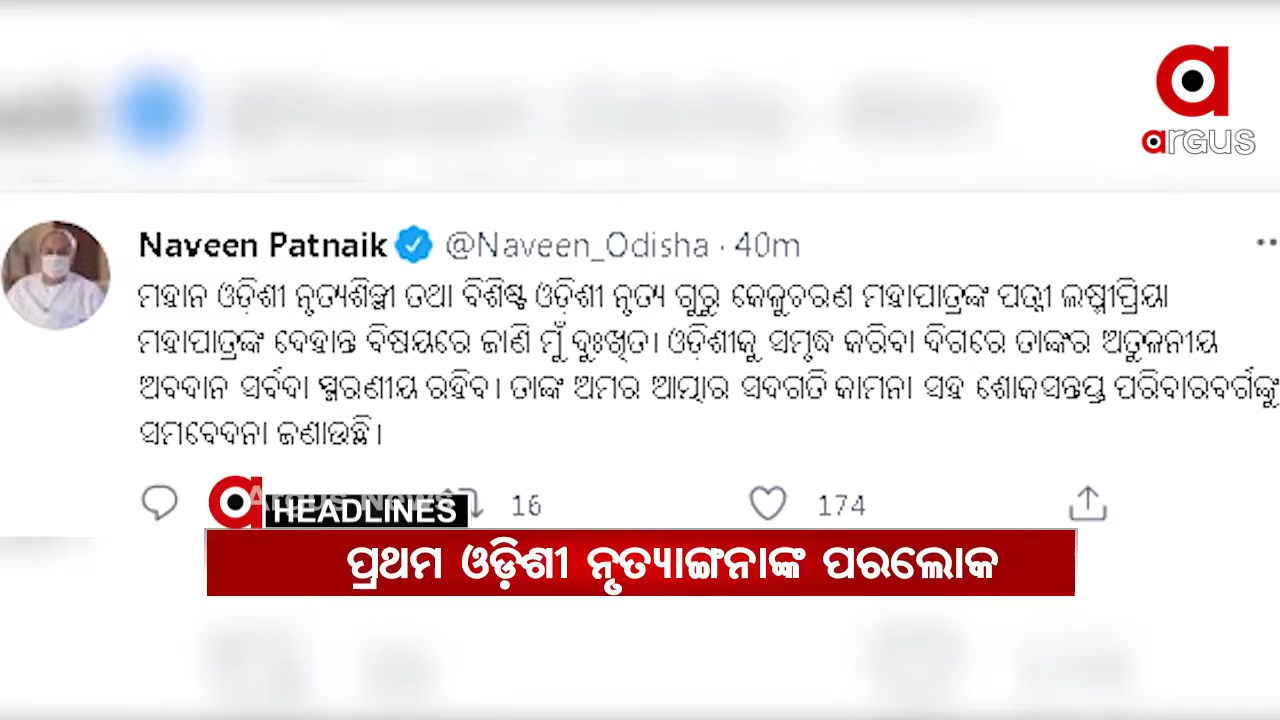 argus
Naveen Patnaik @Naveen_Odisha · 40m
ମହାନ ଓଡ଼ିଶୀ ନୃତ୍ୟଶିଳ୍ପୀ ତଥା ବିଶିଷ୍ଟ ଓଡ଼ିଶୀ ନୃତ୍ୟ ଗୁରୁ କେଳୁଚରଣ ମହାପାତ୍ରଙ୍କ ପତ୍ନୀ ଲକ୍ଷ୍ମୀପ୍ରିୟା
ମହାପାତ୍ରଙ୍କ ଦେହାନ୍ତ ବିଷୟରେ ଜାଣି ମୁଁ ଦୁଃଖିତ। ଓଡ଼ିଶୀକୁ ସମୃଦ୍ଧ କରିବା ଦିଗରେ ତାଙ୍କର ଅତୁଳନୀୟ
ଅବଦାନ ସର୍ବଦା ସ୍ମରଣୀୟ ରହିବ। ତାଙ୍କ ଅମର ଆତ୍ମାର ସଦଗତି କାମନା ସହ ଶୋକସନ୍ତପ୍ତ ପରିବାରବର୍ଗଙ୍କୁ
ସମବେଦନା ଜଣାଉଛି।
16 174
Argus News
HEADLINES
ପ୍ରଥମ ଓଡ଼ିଶୀ ନୃତ୍ୟାଙ୍ଗନାଙ୍କ ପରଲୋକ